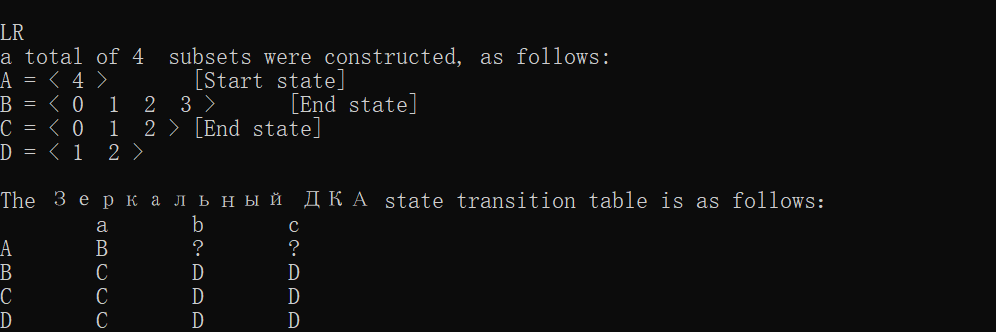 LR
a total of 4  subsets were constructed, as follows:
A = < 4 >       [Start state]
B = < 0  1  2  3 >      [End state]
C = < 0  1  2 > [End state]
D = < 1  2 >
The Зеркальный ДКА state transition table is as follows:
a       b       c
A       B       ?       ?
B       C       D       D
C       C       D       D
D       C       D       D